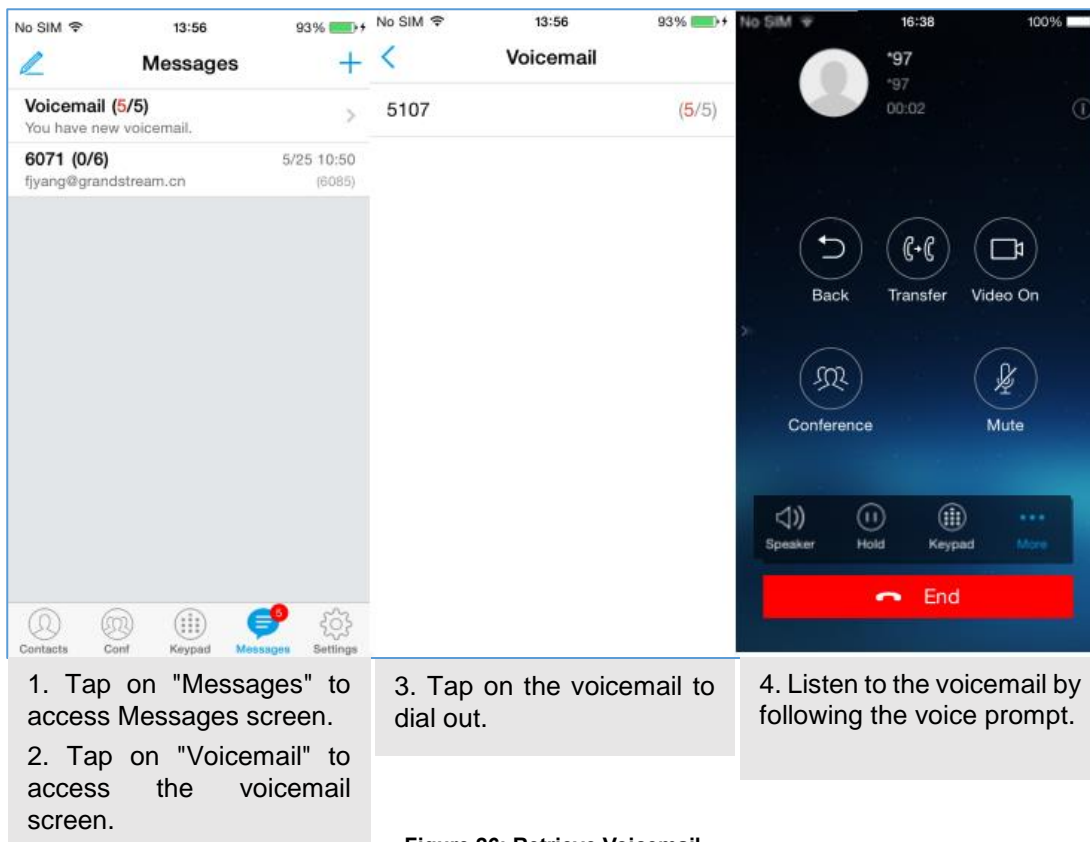 No SIM 13:56 93%
Messages
Voicemail (5/5)
You have new voicemail.
6071 (0/6) 5/25 10:50
fjyang@grandstream.cn (6085)
Contacts Conf Keypad Messages 5 Settings
1. Tap on "Messages" to
access Messages screen.
2. Tap on "Voicemail" to
access the voicemail
screen.
No SIM 13:56 93%
Voicemail
5107 (5/5)
3. Tap on the voicemail to
dial out.
No SIM 16:38 100%
*97
*97
00:02
Back Transfer Video On
Conference Mute
Speaker Hold Keypad More
End
4. Listen to the voicemail by
following the voice prompt.
Figure 26: Retrieve Voicemail